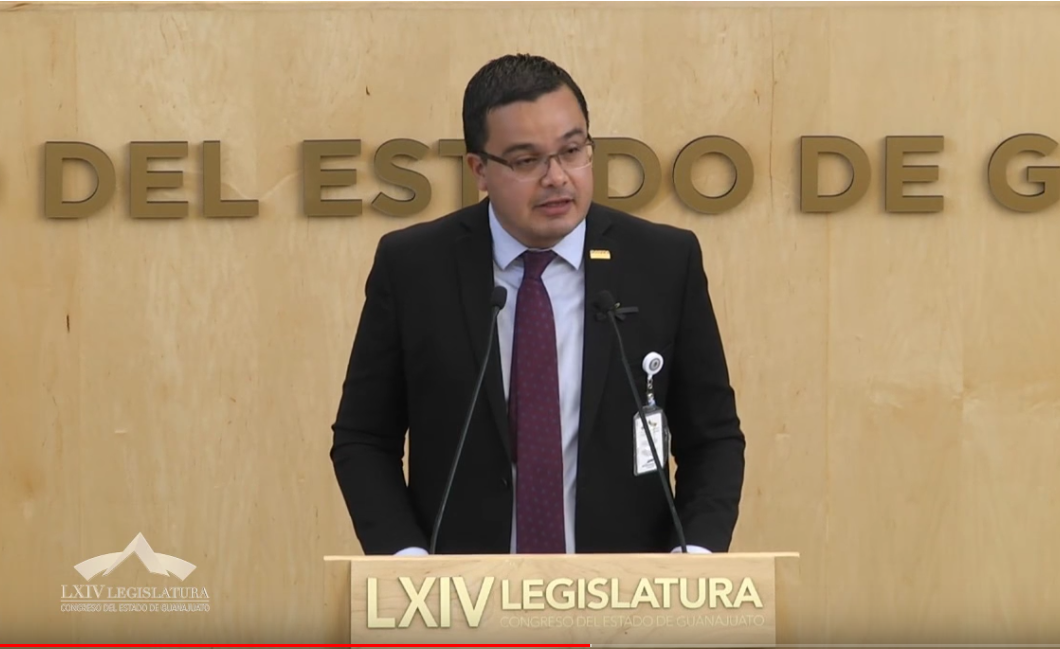 DEL ESTADO DE G
LXIV LEGISLATURA
CONGRESO DEL ESTADO DE GUANAJUATO
LXIV LEGISLATURA
CONGRESO DEL ESTADO DE GUANAJUATO